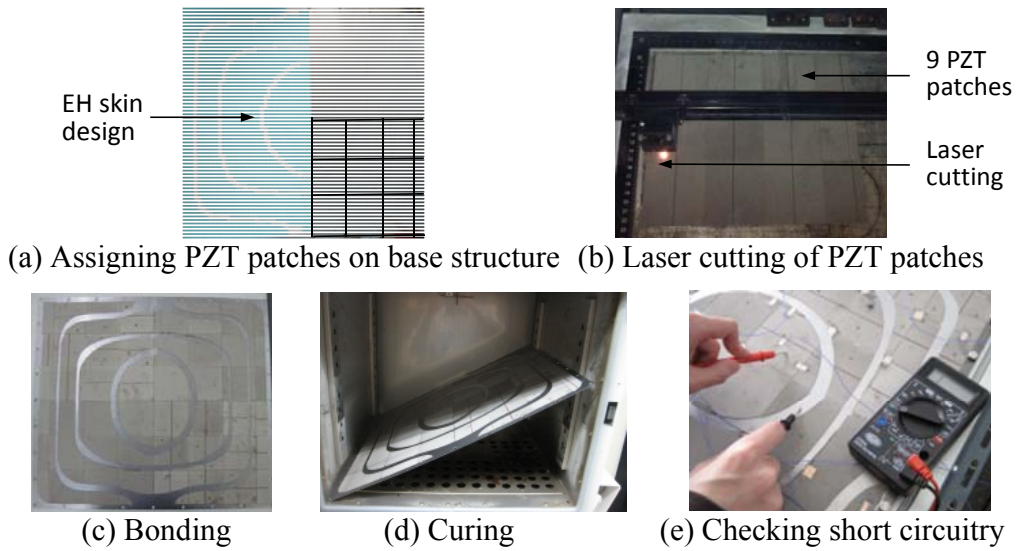 EH skin
design
9 PZT
patches
Laser
cutting
(a) Assigning PZT patches on base structure
(b) Laser cutting of PZT patches
(c) Bonding
(d) Curing
(e) Checking short circuitry